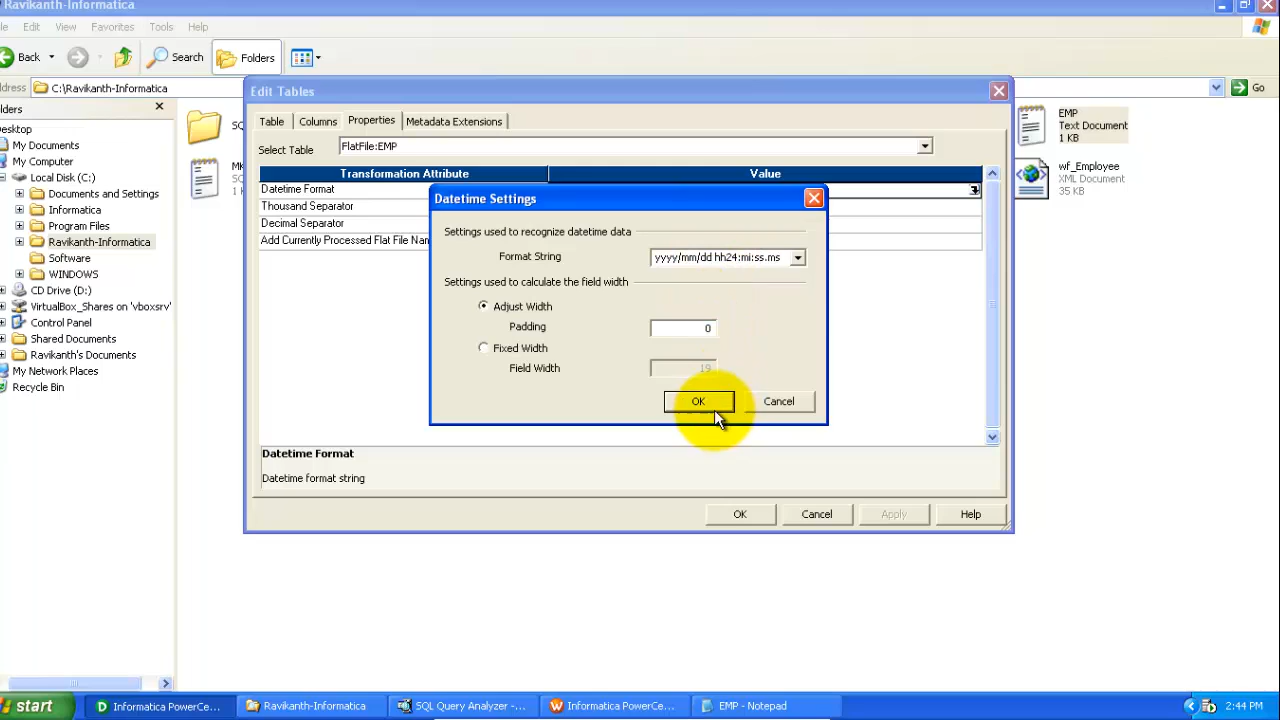 Ravikanth-Informatica
le Edit View Favorites Tools Help
Back Search Folders
ddress C:\Ravikanth-Informatica Go
olders
Desktop
My Documents
My Computer
Local Disk (C:)
Documents and Settings
Informatica
Program Files
Ravikanth-Informatica
Software
WINDOWS
CD Drive (D:)
VirtualBox_Shares on 'vboxsrv'
Control Panel
Shared Documents
Ravikanth's Documents
My Network Places
Recycle Bin
SQ
MK
1 K
EMP
Text Document
1 KB
wf_Employee
XML Document
35 KB
Edit Tables
Table Columns Properties Metadata Extensions
Select Table FlatFile:EMP
Transformation Attribute Value
Datetime Format
Thousand Separator
Decimal Separator
Add Currently Processed Flat File Nam
Datetime Settings
Settings used to recognize datetime data
Format String yyyy/mm/dd hh24:mi:ss.ms
Settings used to calculate the field width
Adjust Width
Padding 0
Fixed Width
Field Width 19
OK Cancel
Datetime Format
Datetime format string
OK Cancel Apply Help
start Informatica PowerCe... Ravikanth-Informatica SQL Query Analyzer -... Informatica PowerCe... EMP - Notepad 2:44 PM